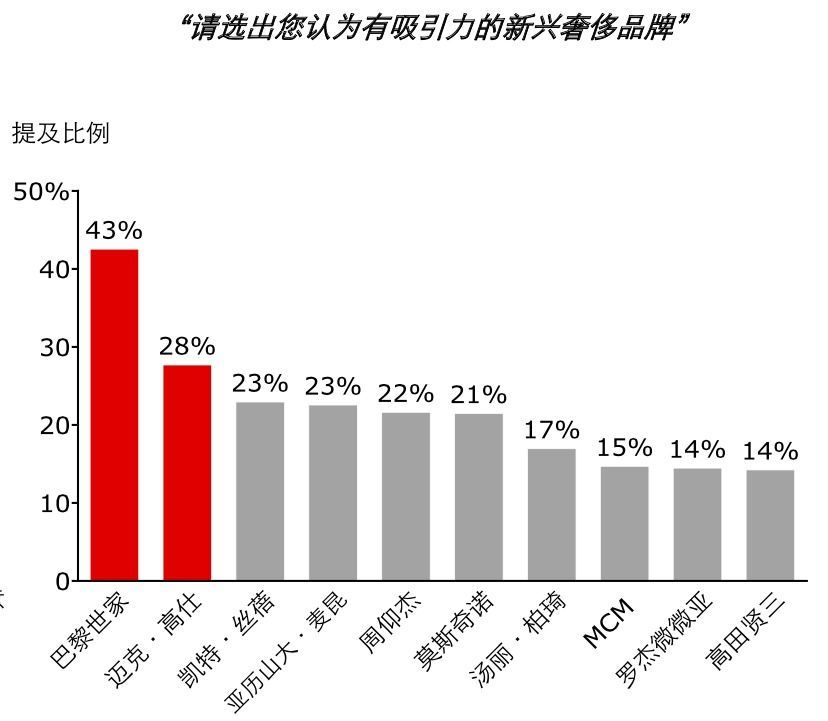 “请选出您认为有吸引力的新兴奢侈品牌”
提及比例
50%
40
30
20
10
0
43%
28%
23%
23%
22%
21%
17%
15%
14%
14%
巴黎世家
迈克·高仕
凯特·丝蓓
亚历山大·麦昆
周仰杰
莫斯奇诺
汤丽·柏琦
MCM
罗杰微微亚
高田贤三